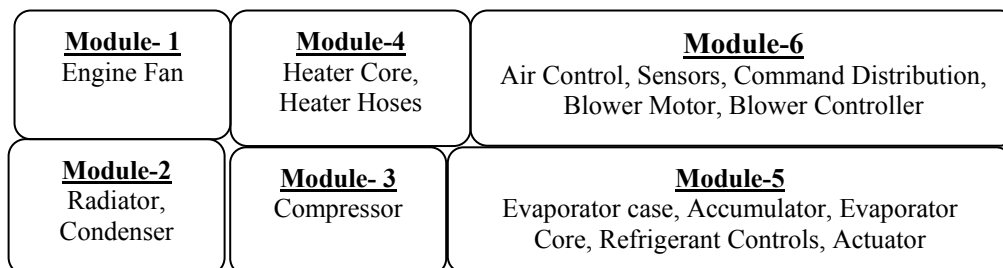 Module- 1
Engine Fan
Module-4
Heater Core,
Heater Hoses
Module-6
Air Control, Sensors, Command Distribution,
Blower Motor, Blower Controller
Module-2
Radiator,
Condenser
Module- 3
Compressor
Module-5
Evaporator case, Accumulator, Evaporator
Core, Refrigerant Controls, Actuator